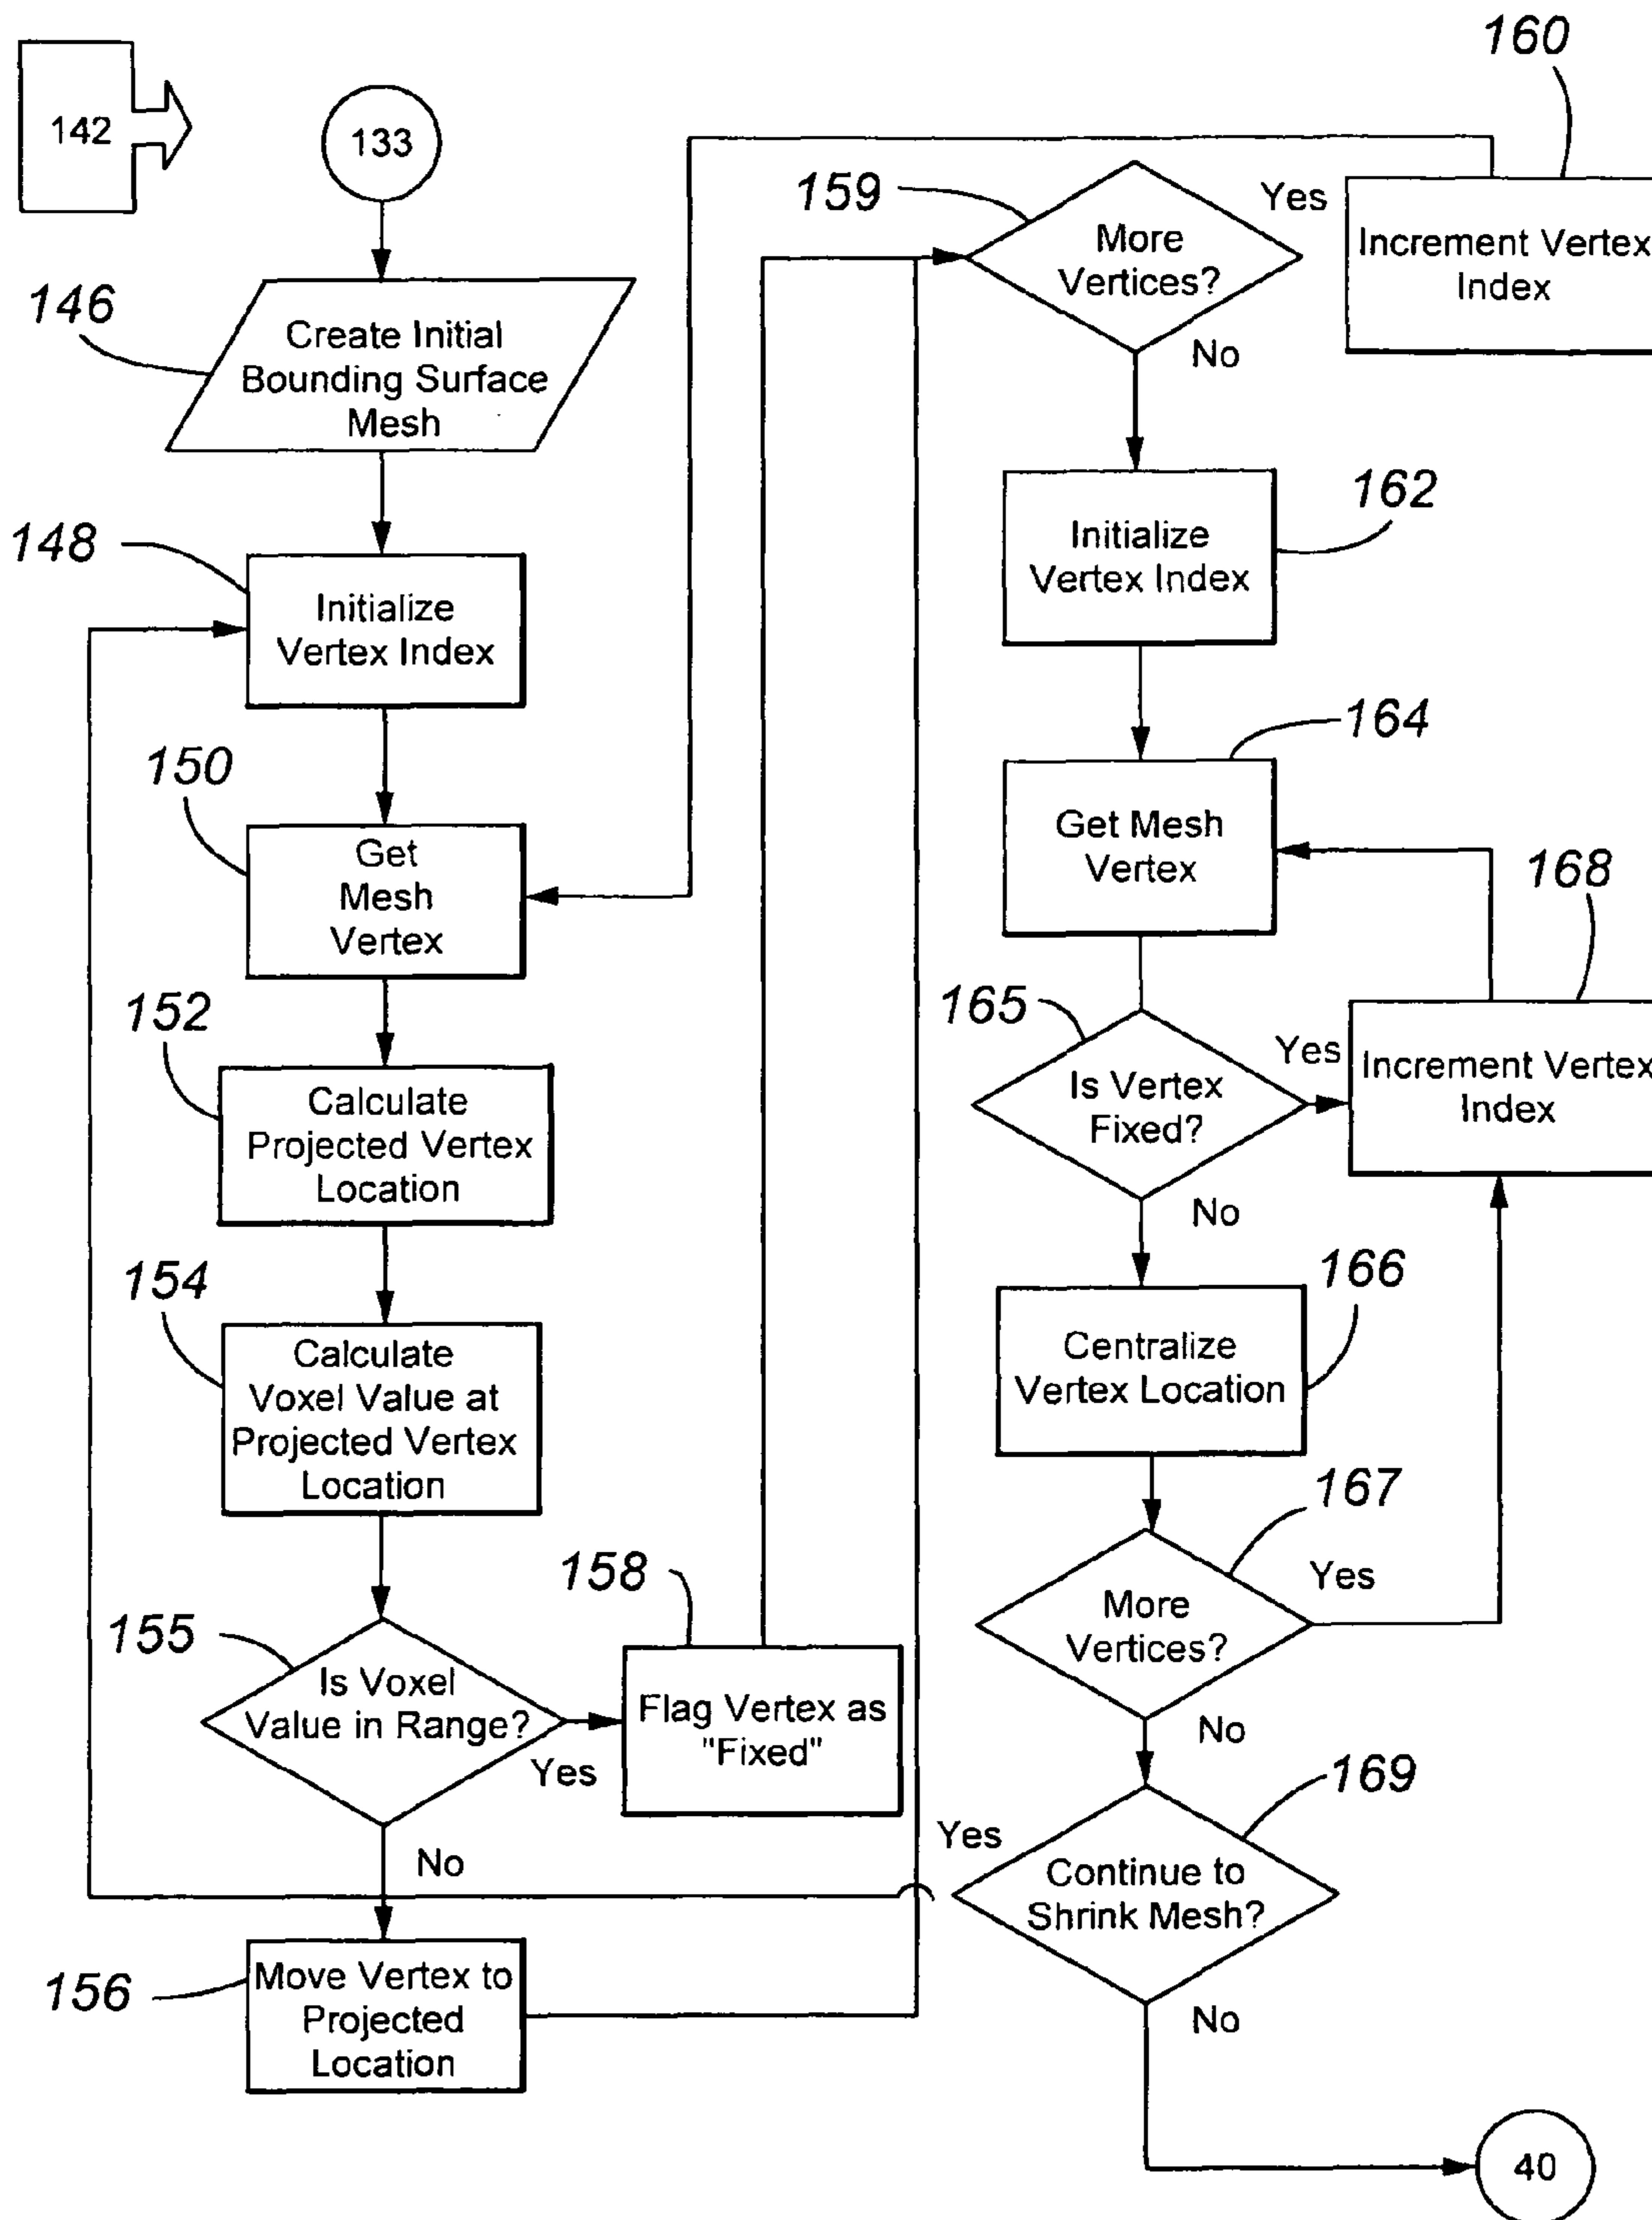 142
133
146
Create Initial
Bounding Surface
Mesh
148
Initialize
Vertex Index
150
Get
Mesh
Vertex
152
Calculate
Projected Vertex
Location
154
Calculate
Voxel Value at
Projected Vertex
Location
155
Is Voxel
Value in Range?
Yes
No
158
Flag Vertex as
"Fixed"
156
Move Vertex to
Projected
Location
159
More
Vertices?
Yes
No
160
Increment Vertex
Index
162
Initialize
Vertex Index
164
Get Mesh
Vertex
165
Is Vertex
Fixed?
Yes
No
168
Increment Vertex
Index
166
Centralize
Vertex Location
167
More
Vertices?
Yes
No
169
Continue to
Shrink Mesh?
Yes
No
40